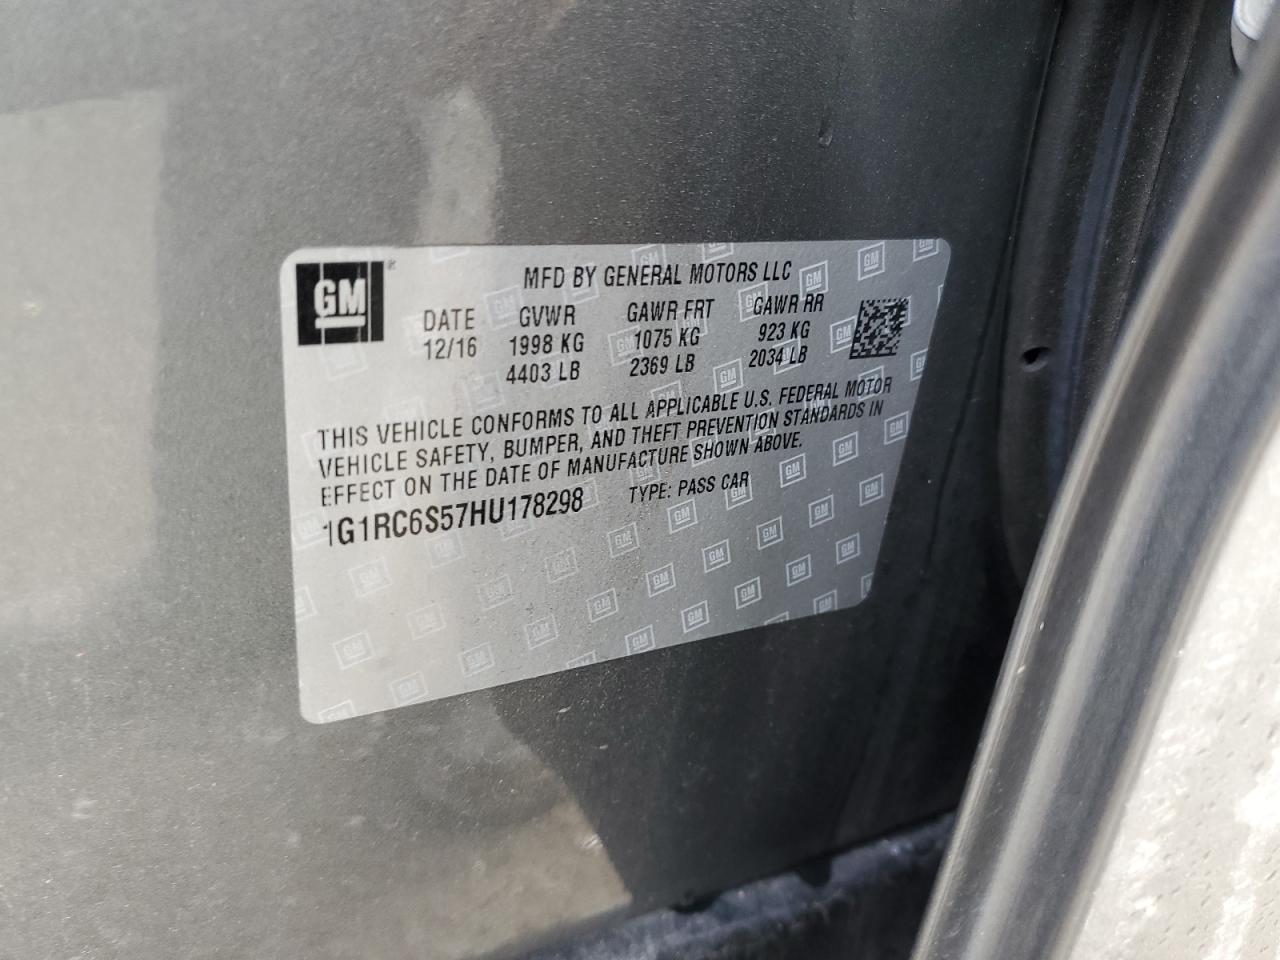 GM
MFD BY GENERAL MOTORS LLC
DATE GVWR GAWR FRT GAWR RR
12/16 1998 KG 1075 KG 923 KG
4403 LB 2369 LB 2034 LB
THIS VEHICLE CONFORMS TO ALL APPLICABLE U.S. FEDERAL MOTOR
VEHICLE SAFETY, BUMPER, AND THEFT PREVENTION STANDARDS IN
EFFECT ON THE DATE OF MANUFACTURE SHOWN ABOVE.
1G1RC6S57HU178298 TYPE: PASS CAR